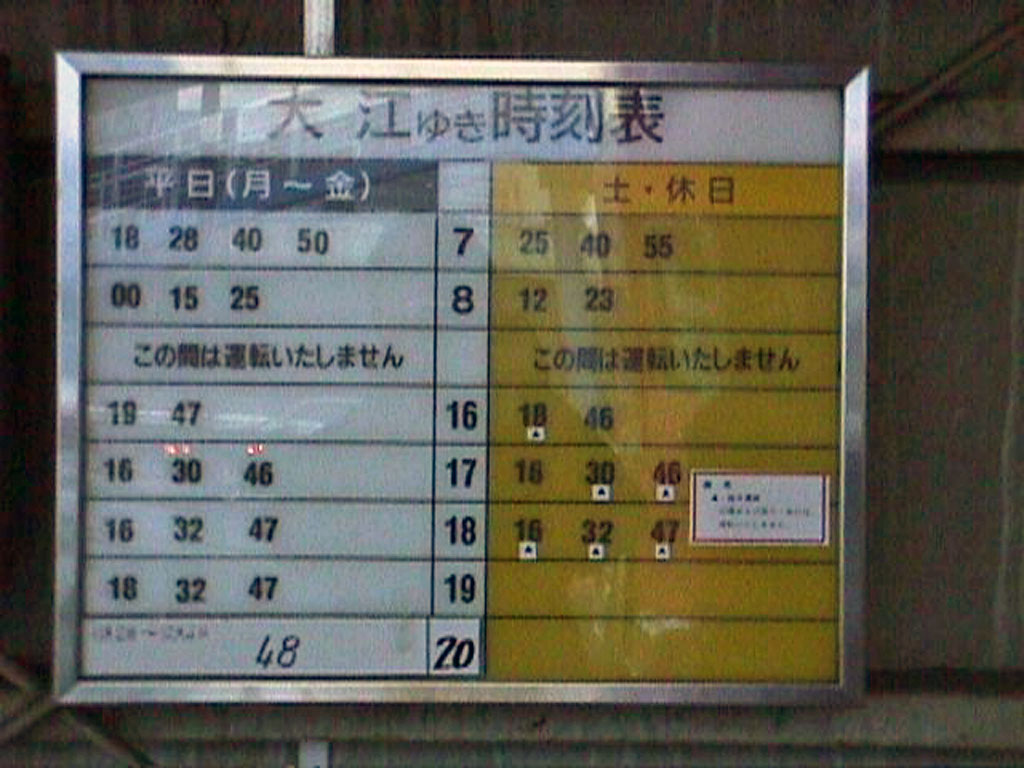 大江ゆき時刻表
平日(月～金) 土・休日
18 28 40 50 7 25 40 55
00 15 25 8 12 23
この間は運転いたしません この間は運転いたしません
19 47 16 18 46
16 30 46 17 16 30 46
16 32 47 18 16 32 47
18 32 47 19
48 20